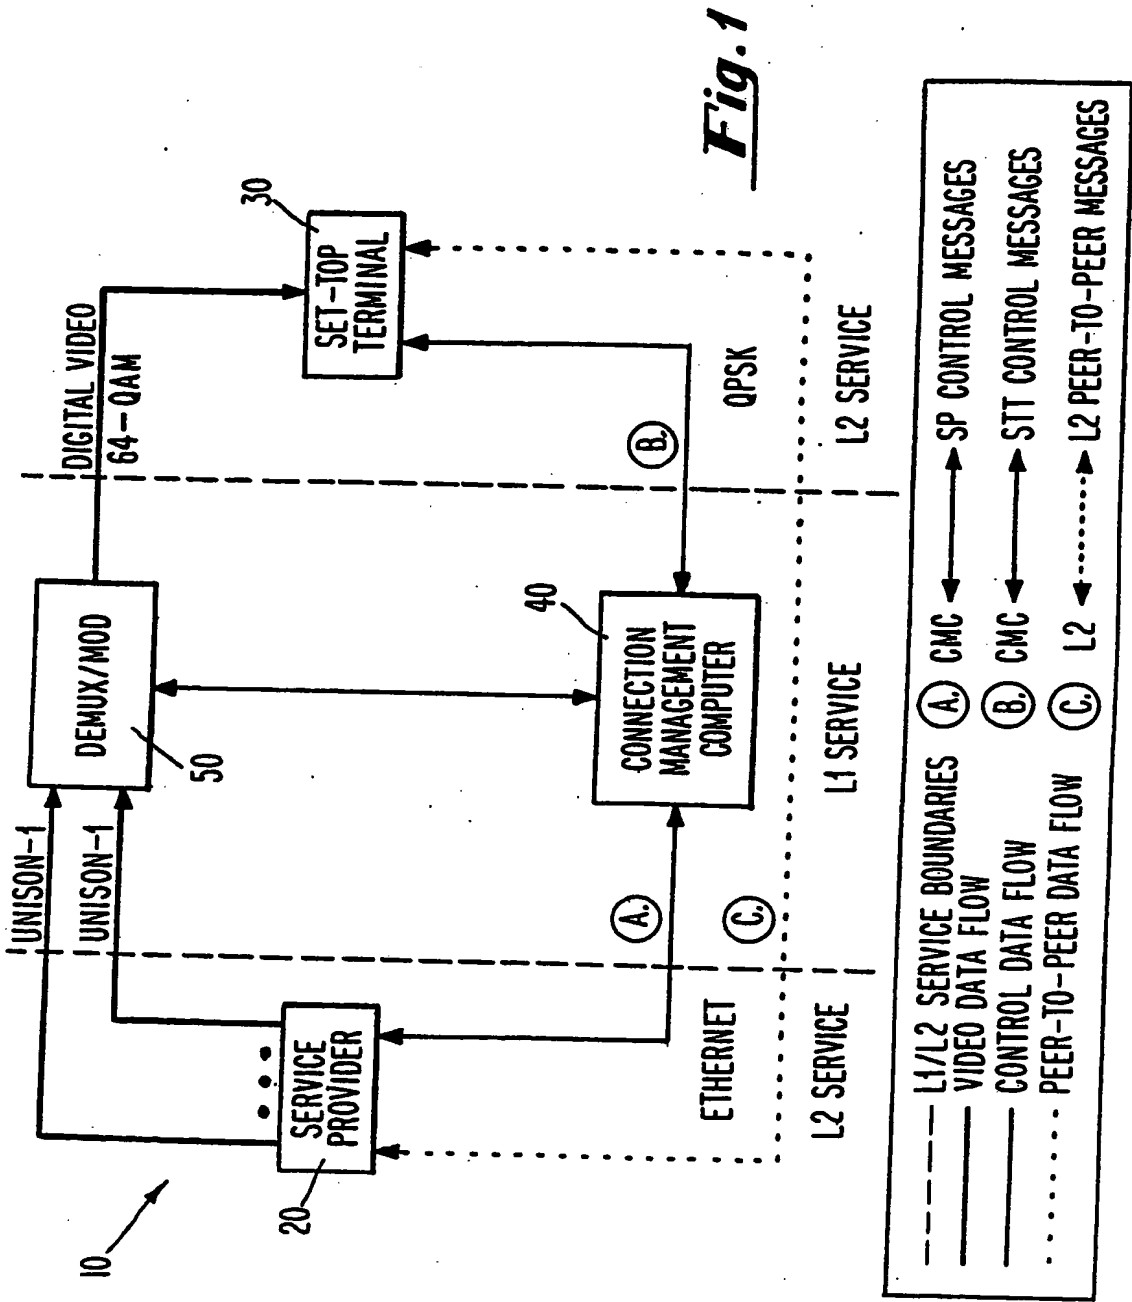 10
UNISON-1
UNISON-1
DIGITAL VIDEO
64-QAM
DEMUX/MOD
50
30
SET-TOP
TERMINAL
20
SERVICE
PROVIDER
40
CONNECTION
MANAGEMENT
COMPUTER
A.
B.
C.
ETHERNET
QPSK
L2 SERVICE
L1 SERVICE
L2 SERVICE
Fig. 1
L1/L2 SERVICE BOUNDARIES
VIDEO DATA FLOW
CONTROL DATA FLOW
PEER-TO-PEER DATA FLOW
A. CMC SP CONTROL MESSAGES
B. CMC STT CONTROL MESSAGES
C. L2 L2 PEER-TO-PEER MESSAGES